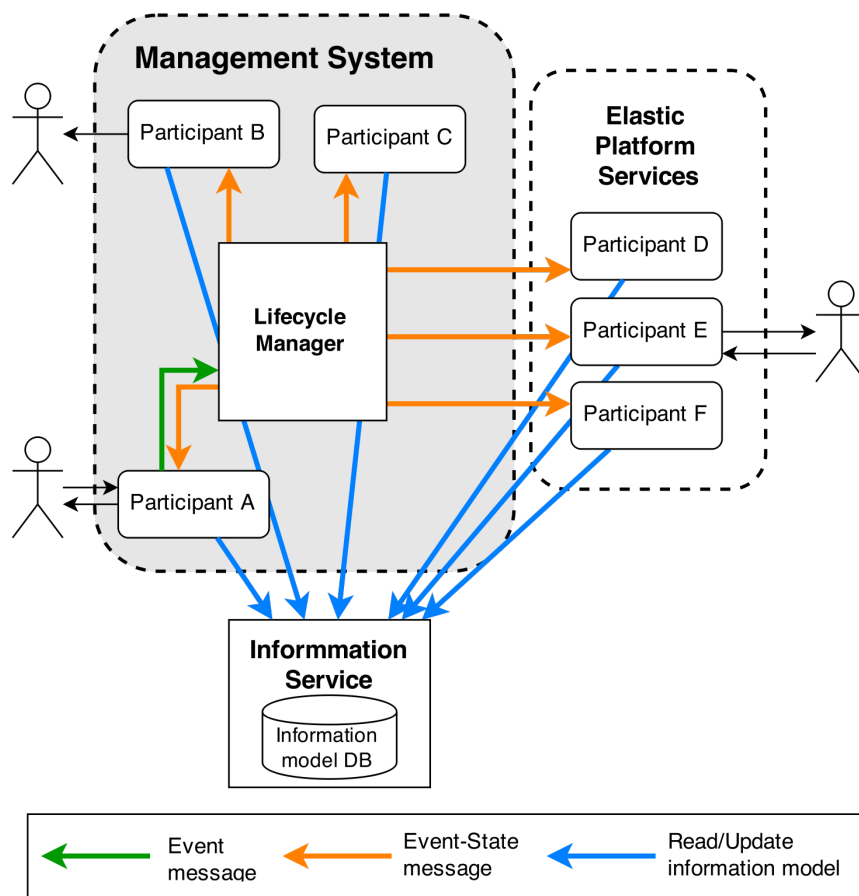 Management System
Elastic
Platform
Services
Participant B
Participant C
Participant D
Lifecycle
Manager
Participant E
Participant F
Participant A
Informmation
Service
Information
model DB
Event
message
Event-State
message
Read/Update
information model